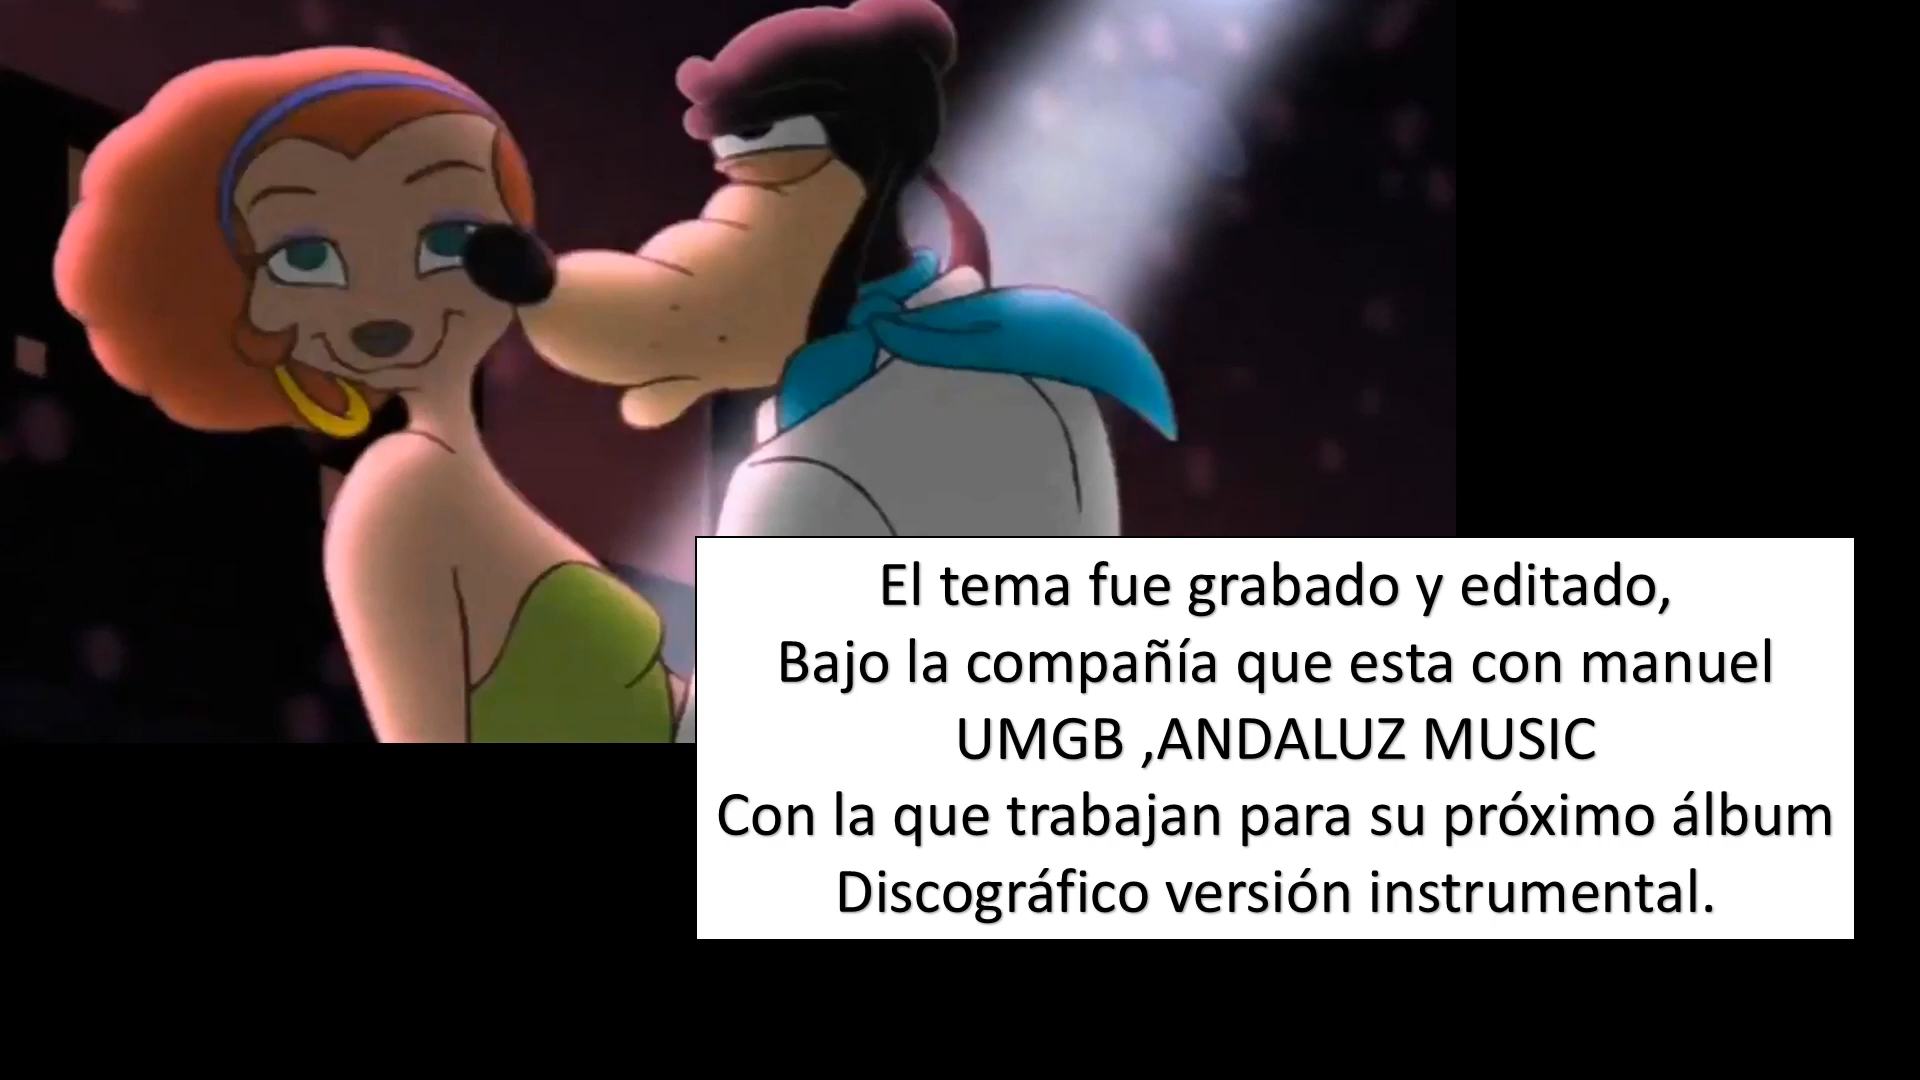 El tema fue grabado y editado,
Bajo la compañía que esta con manuel
UMGB ,ANDALUZ MUSIC
Con la que trabajan para su próximo álbum
Discográfico versión instrumental.